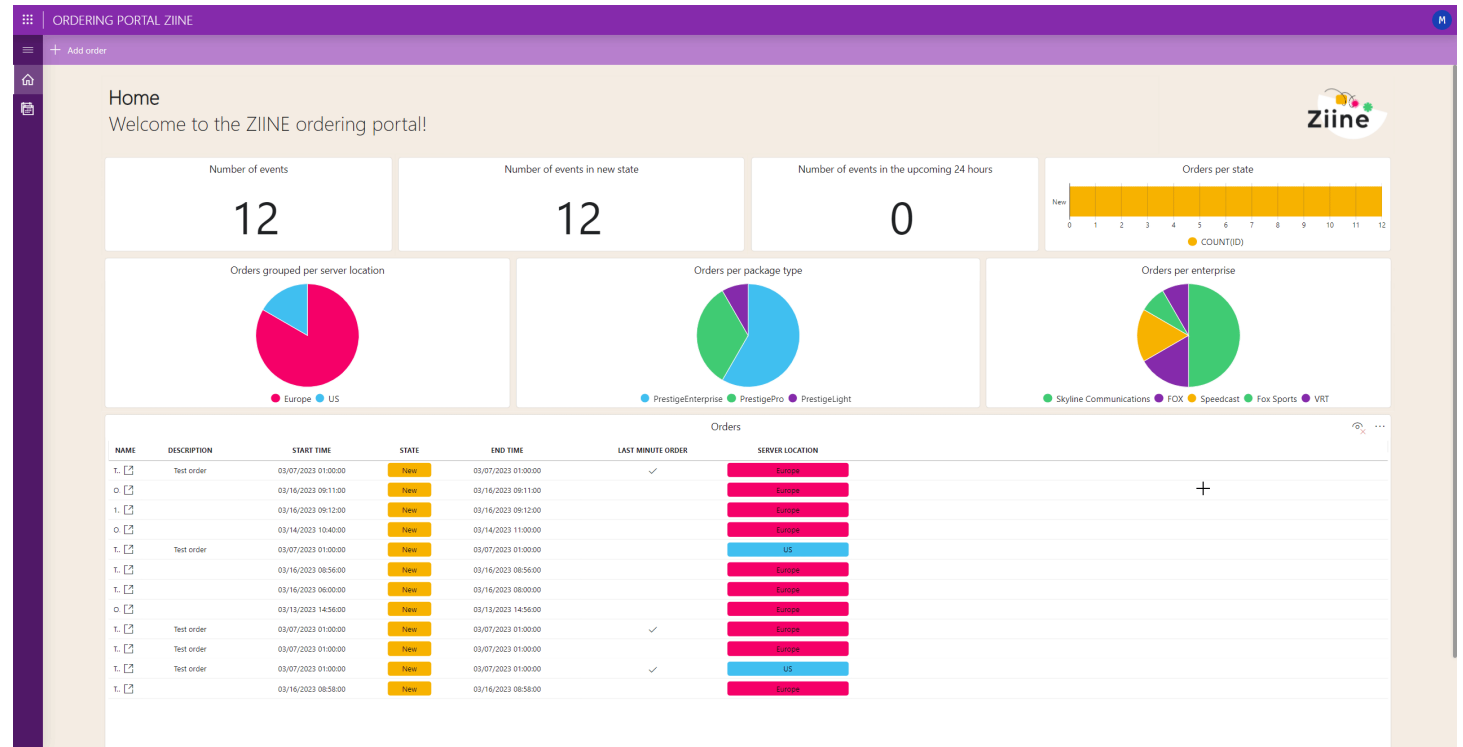 ORDERING PORTAL ZIINE
M
Add order
Home
Welcome to the ZIINE ordering portal!
Ziine
Number of events
12
Number of events in new state
12
Number of events in the upcoming 24 hours
0
Orders per state
New
0 1 2 3 4 5 6 7 8 9 10 11 12
COUNT(ID)
Orders grouped per server location
Europe US
Orders per package type
PrestigeEnterprise PrestigePro PrestigeLight
Orders per enterprise
Skyline Communications FOX Speedcast Fox Sports VRT
Orders
NAME DESCRIPTION START TIME STATE END TIME LAST MINUTE ORDER SERVER LOCATION
T.. Test order 03/07/2023 01:00:00 New 03/07/2023 01:00:00 Europe
O. 03/16/2023 09:11:00 New 03/16/2023 09:11:00 Europe
1. 03/16/2023 09:12:00 New 03/16/2023 09:12:00 Europe
O. 03/14/2023 10:40:00 New 03/14/2023 11:00:00 Europe
T.. Test order 03/07/2023 01:00:00 New 03/07/2023 01:00:00 US
T.. 03/16/2023 08:56:00 New 03/16/2023 08:56:00 Europe
T.. 03/16/2023 06:00:00 New 03/16/2023 08:00:00 Europe
O. 03/13/2023 14:56:00 New 03/13/2023 14:56:00 Europe
T.. Test order 03/07/2023 01:00:00 New 03/07/2023 01:00:00 Europe
T.. Test order 03/07/2023 01:00:00 New 03/07/2023 01:00:00 Europe
T.. Test order 03/07/2023 01:00:00 New 03/07/2023 01:00:00 US
T.. 03/16/2023 08:58:00 New 03/16/2023 08:58:00 Europe